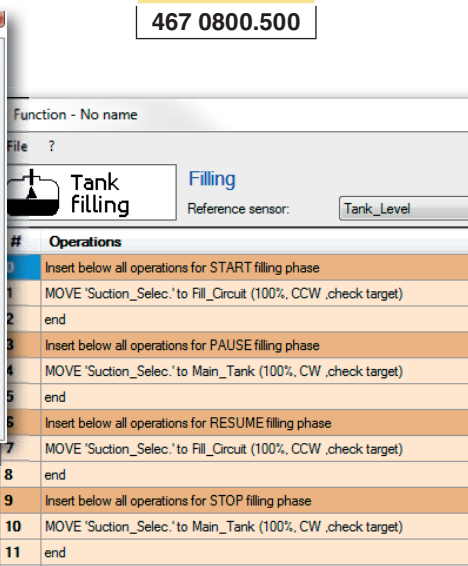 467 0800.500
Function - No name
File ?
Tank
filling
Filling
Reference sensor: Tank_Level
# Operations
0 Insert below all operations for START filling phase
1 MOVE 'Suction_Selec.' to Fill_Circuit (100%, CCW ,check target)
2 end
3 Insert below all operations for PAUSE filling phase
4 MOVE 'Suction_Selec.' to Main_Tank (100%, CW ,check target)
5 end
6 Insert below all operations for RESUME filling phase
7 MOVE 'Suction_Selec.' to Fill_Circuit (100%, CCW ,check target)
8 end
9 Insert below all operations for STOP filling phase
10 MOVE 'Suction_Selec.' to Main_Tank (100%, CW ,check target)
11 end